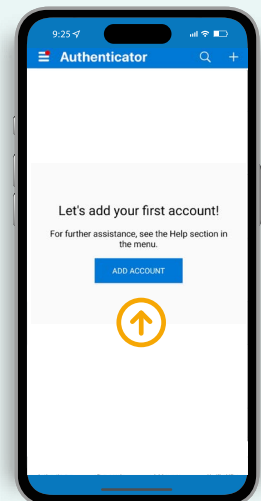 9:25
Authenticator
Let's add your first account!
For further assistance, see the Help section in
the menu.
ADD ACCOUNT